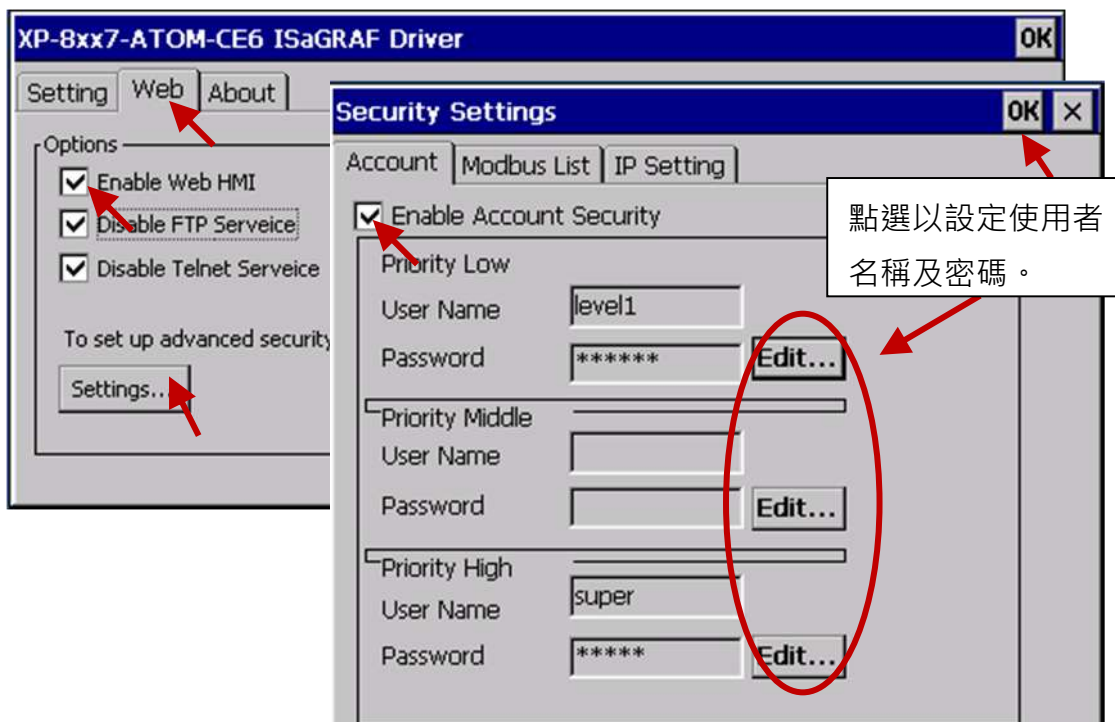 XP-8xx7-ATOM-CE6 ISaGRAF Driver OK
Setting Web About
Options
Enable Web HMI
Disable FTP Serveice
Disable Telnet Serveice
To set up advanced security
Settings...
Security Settings OK ×
Account Modbus List IP Setting
Enable Account Security
Priority Low
User Name level1
Password ****** Edit...
Priority Middle
User Name
Password Edit...
Priority High
User Name super
Password ***** Edit...
點選以設定使用者
名稱及密碼。